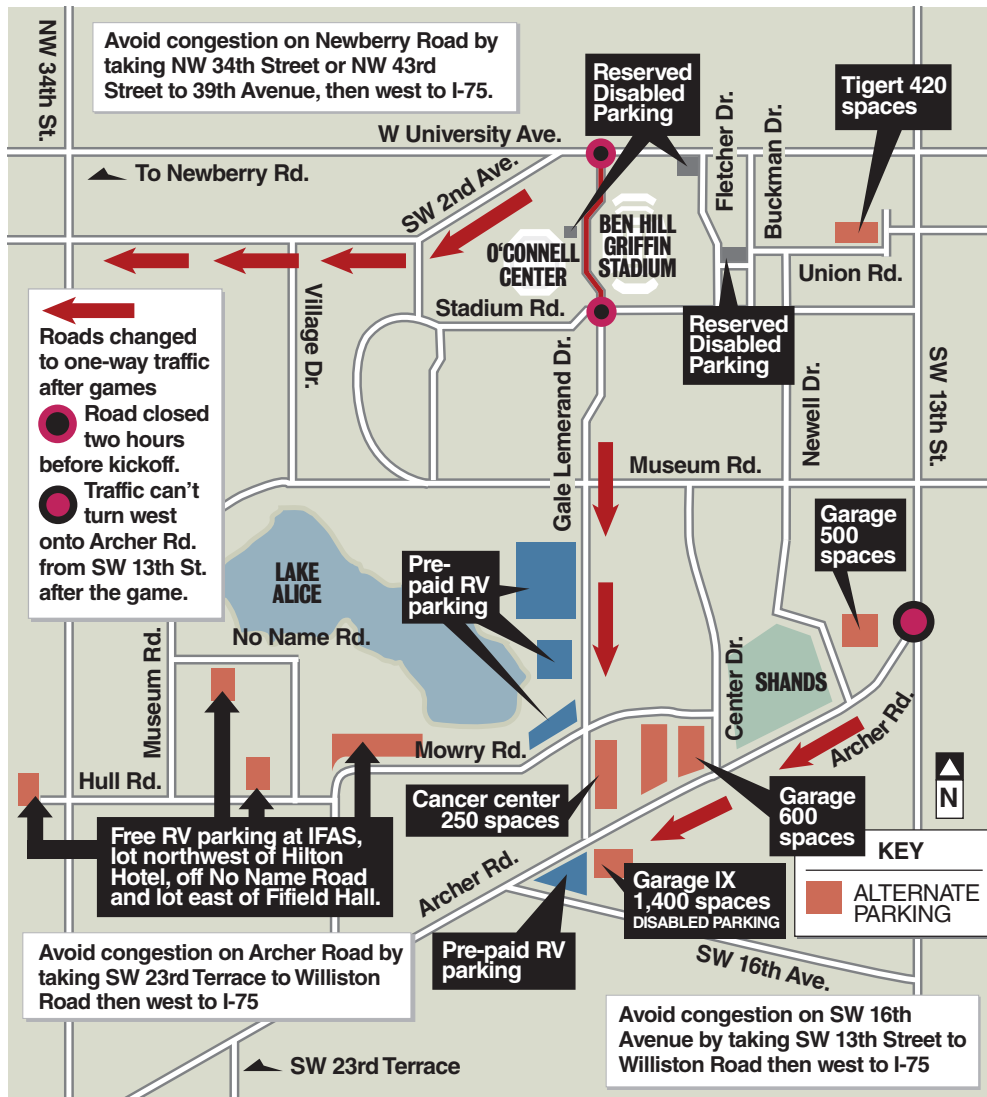 NW 34th St.
Avoid congestion on Newberry Road by
taking NW 34th Street or NW 43rd
Street to 39th Avenue, then west to I-75.
Reserved
Disabled
Parking
Tigert 420
spaces
W University Ave.
Fletcher Dr.
Buckman Dr.
To Newberry Rd.
SW 2nd Ave.
O'CONNELL
CENTER
BEN HILL
GRIFFIN
STADIUM
Union Rd.
Stadium Rd.
Village Dr.
Reserved
Disabled
Parking
Gale Lemerand Dr.
Newell Dr.
SW 13th St.
Roads changed
to one-way traffic
after games
Road closed
two hours
before kickoff.
Traffic can't
turn west
onto Archer Rd.
from SW 13th St.
after the game.
Museum Rd.
Garage
500
spaces
LAKE
ALICE
Pre-
paid RV
parking
No Name Rd.
Museum Rd.
Center Dr.
SHANDS
Archer Rd.
Mowry Rd.
Hull Rd.
N
Cancer center
250 spaces
Garage
600
spaces
Free RV parking at IFAS,
lot northwest of Hilton
Hotel, off No Name Road
and lot east of Fifield Hall.
Archer Rd.
KEY
ALTERNATE
PARKING
Garage IX
1,400 spaces
DISABLED PARKING
Pre-paid RV
parking
SW 16th Ave.
Avoid congestion on Archer Road by
taking SW 23rd Terrace to Williston
Road then west to I-75
Avoid congestion on SW 16th
Avenue by taking SW 13th Street to
Williston Road then west to I-75
SW 23rd Terrace